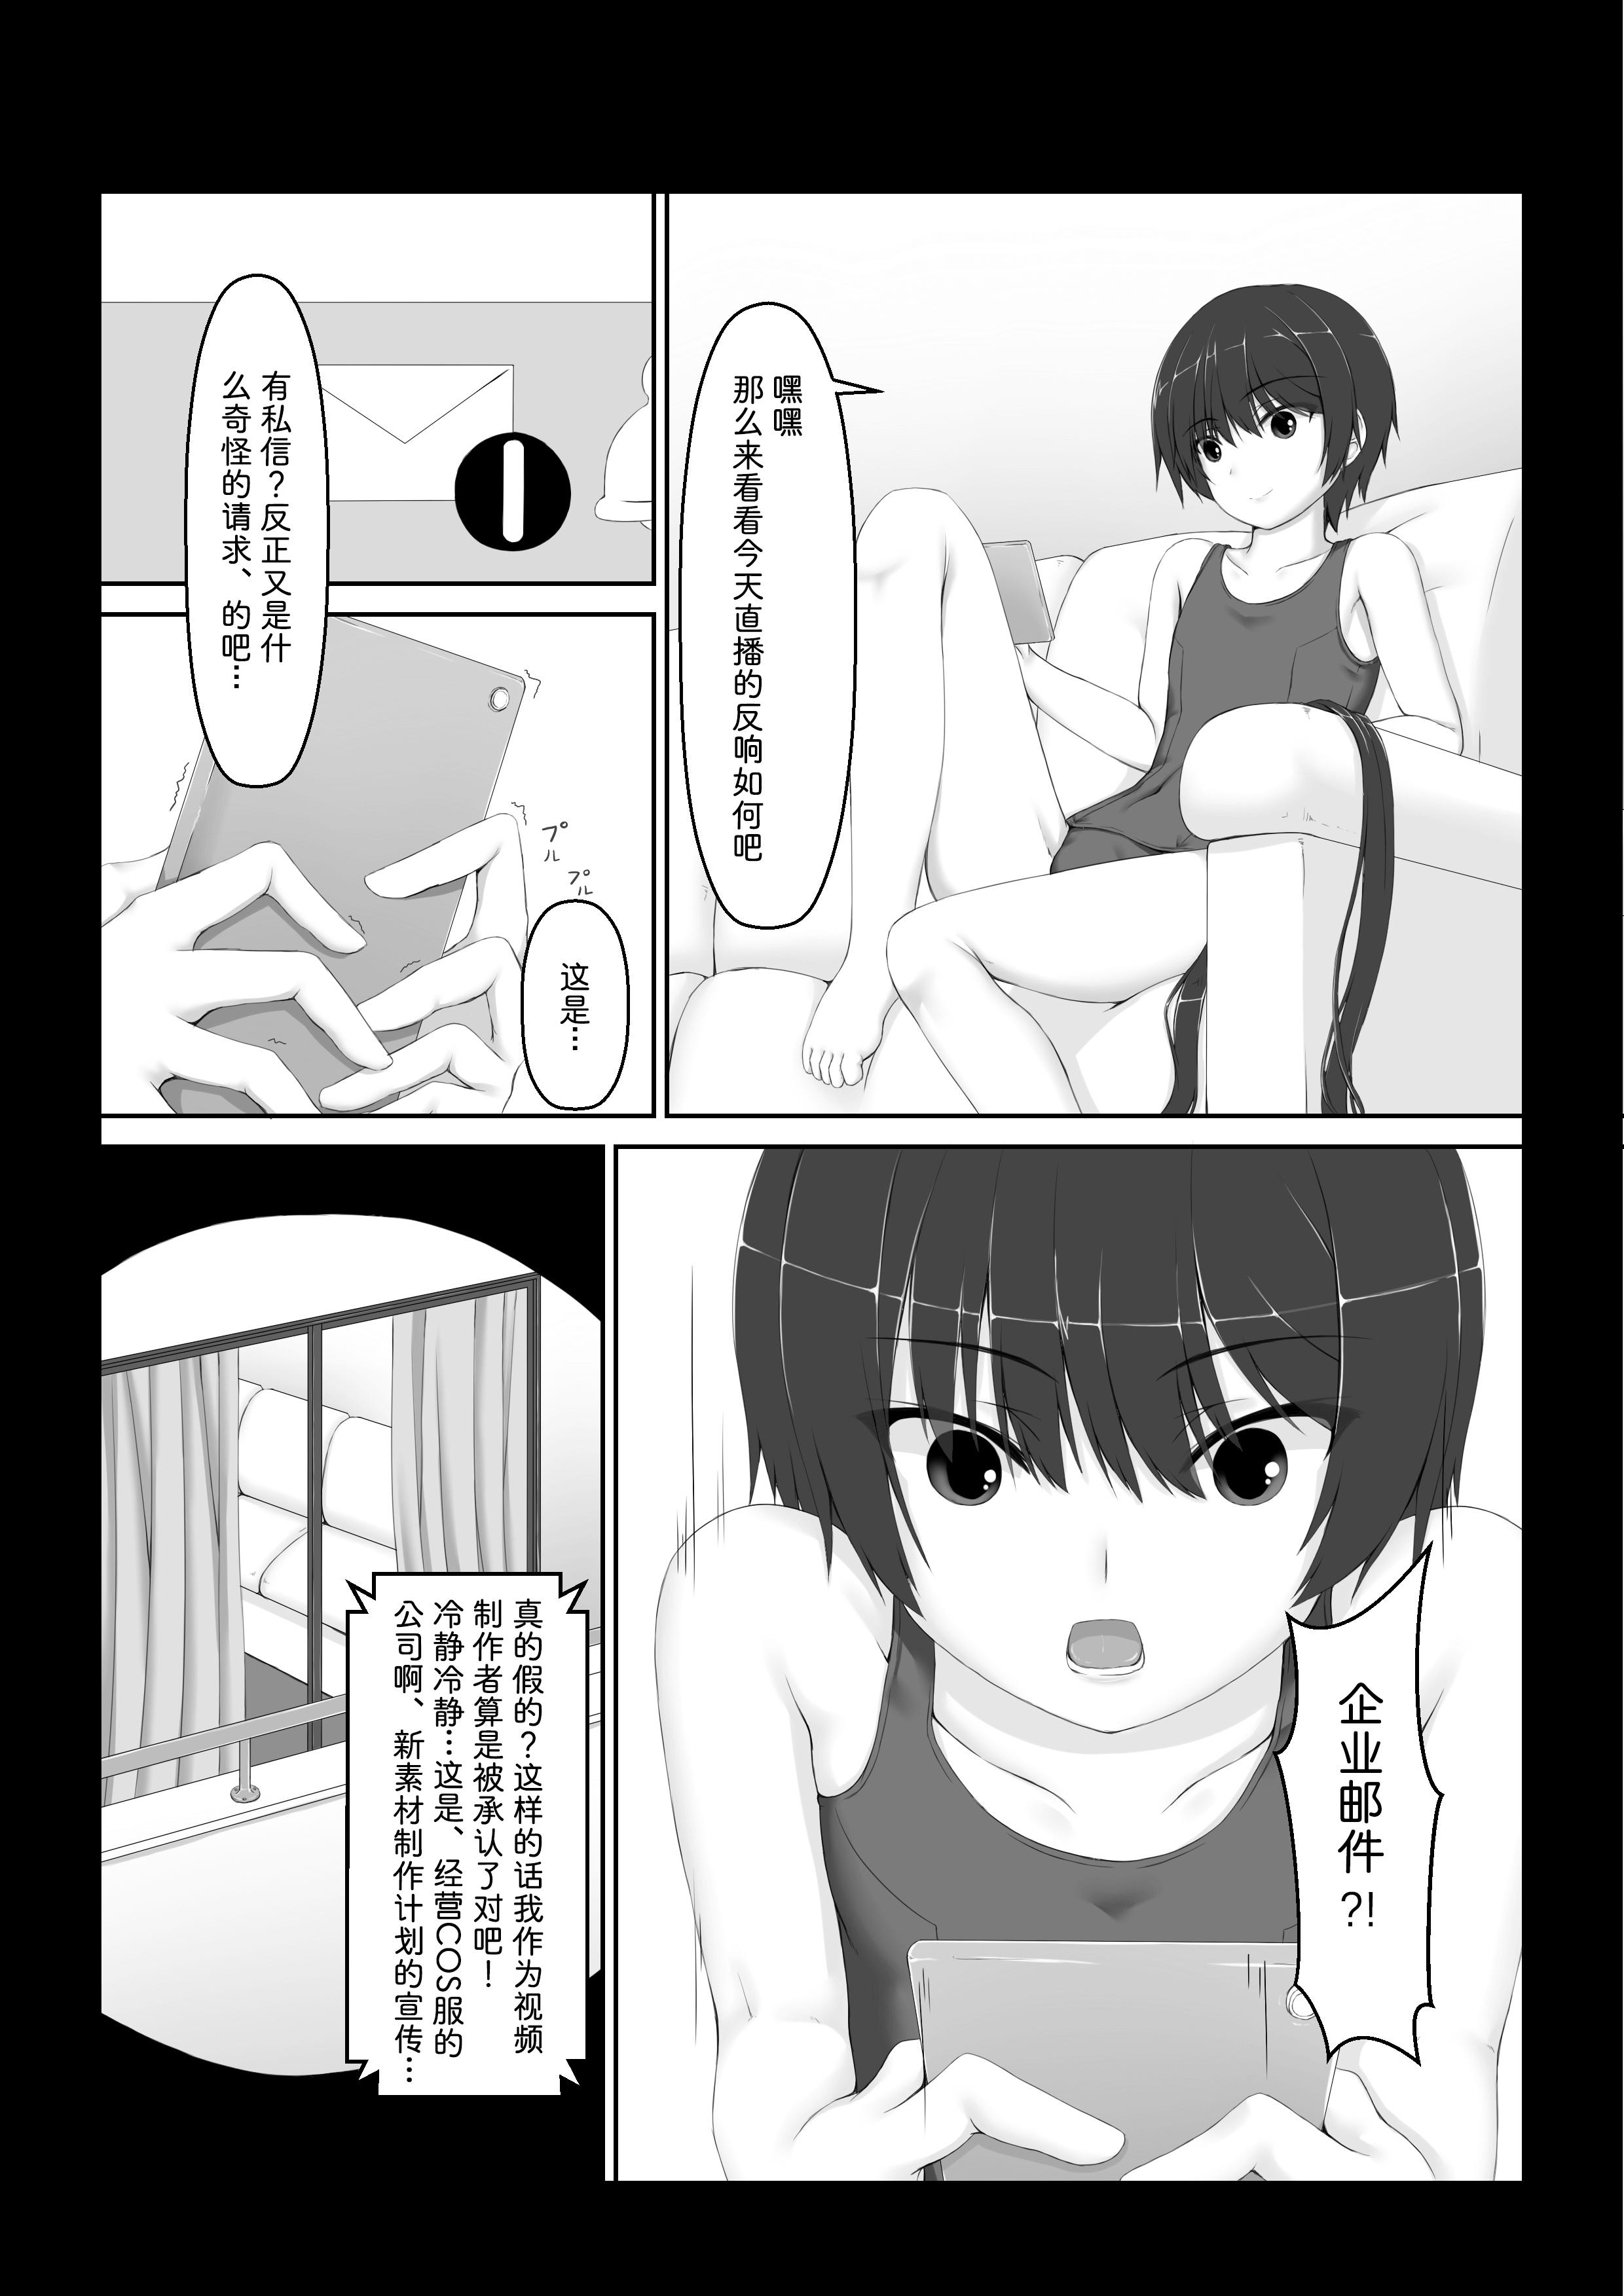 嘿嘿
那么来看看今天直播的反响如何吧
有私信？反正又是什
么奇怪的请求、的吧…
プル
プル
这是…
企业邮件?!
真的假的？这样的话我作为视频
制作者算是被承认了对吧！
冷静冷静…这是、经营COS服的
公司啊、新素材制作计划的宣传…